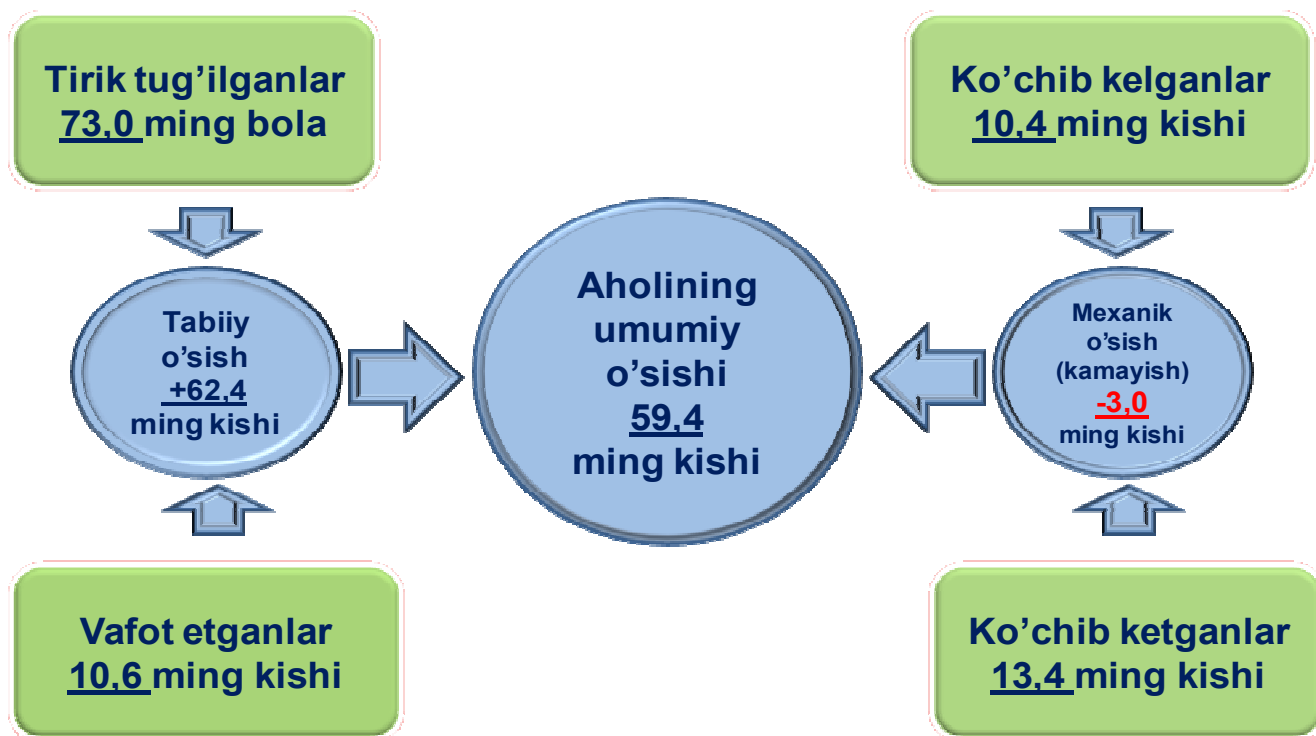 Tirik tug’ilganlar
73,0 ming bola
Ko’chib kelganlar
10,4 ming kishi
Tabiiy
o’sish
+62,4
ming kishi
Aholining
umumiy
o’sishi
59,4
ming kishi
Mexanik
o’sish
(kamayish)
-3,0
ming kishi
Vafot etganlar
10,6 ming kishi
Ko’chib ketganlar
13,4 ming kishi